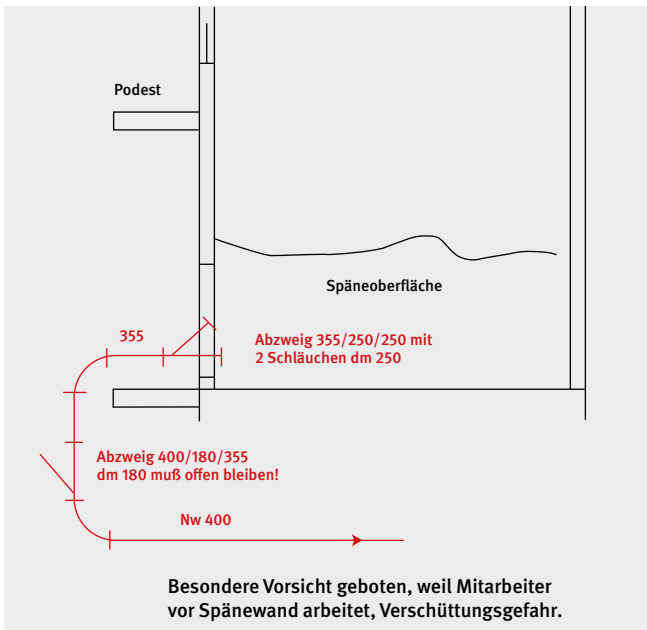 Podest
Späneoberfläche
355
Abzweig 355/250/250 mit
2 Schläuchen dm 250
Abzweig 400/180/355
dm 180 muß offen bleiben!
Nw 400
Besondere Vorsicht geboten, weil Mitarbeiter
vor Spänewand arbeitet, Verschüttungsgefahr.